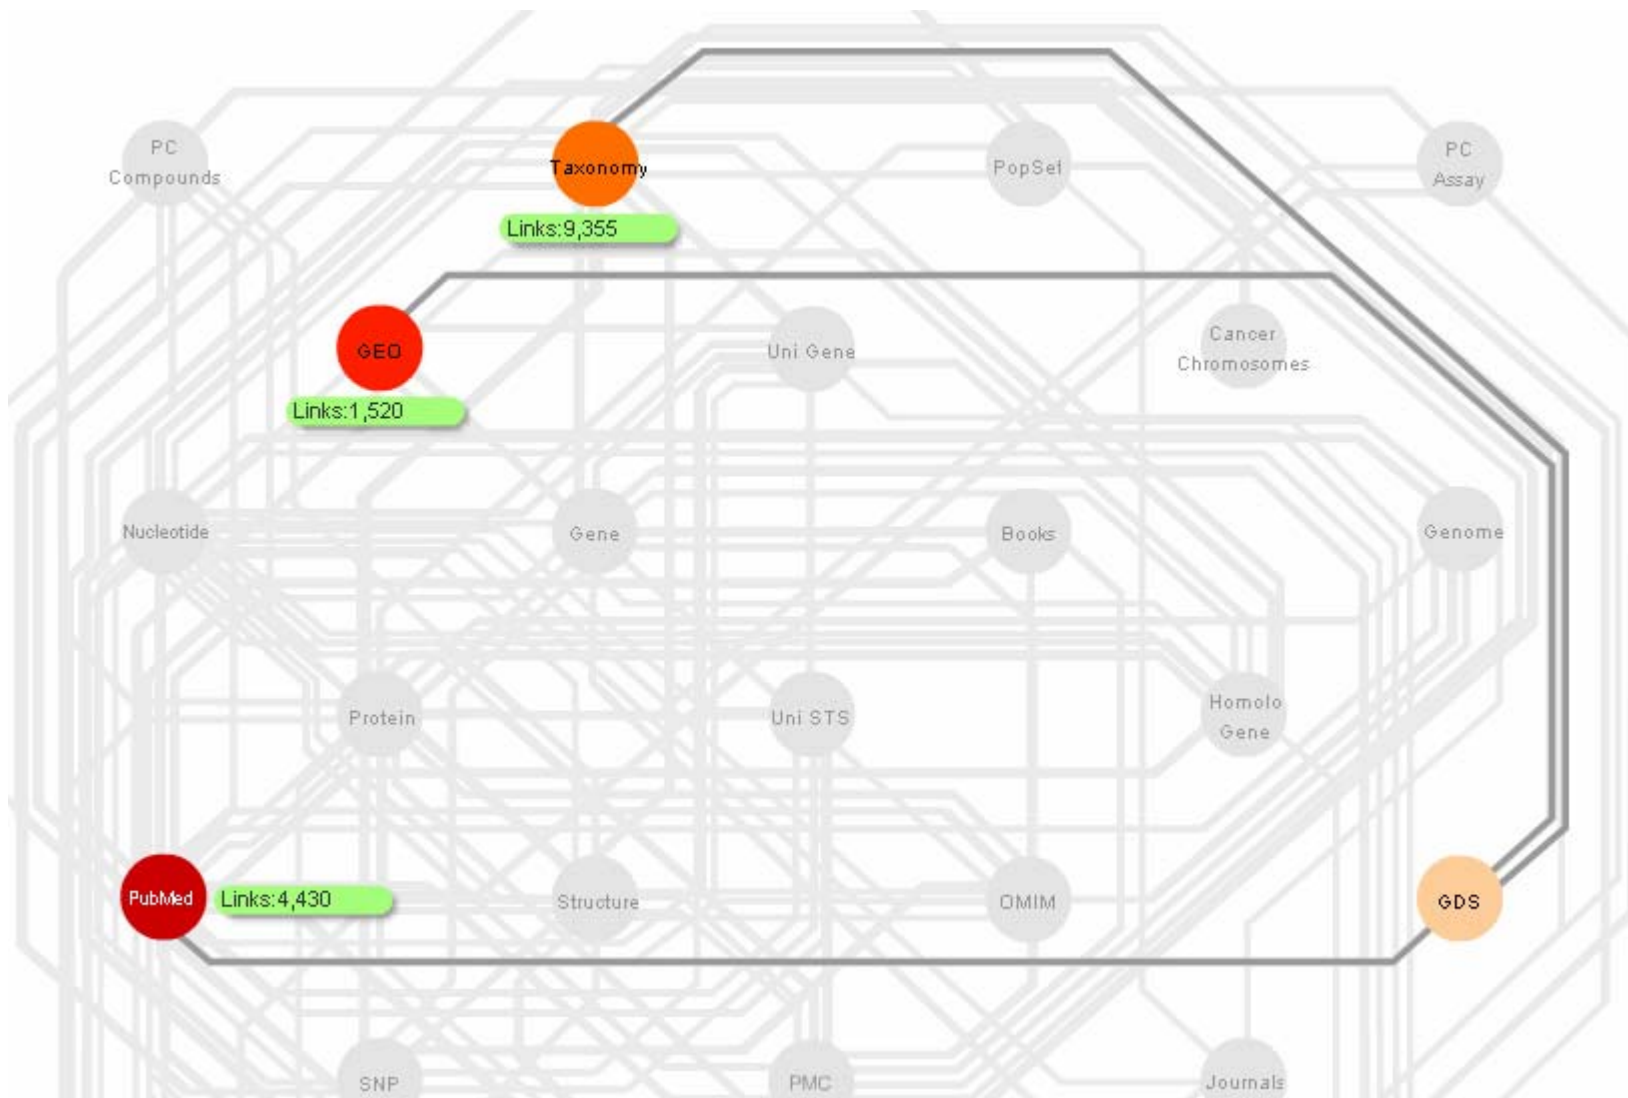 PC
Compounds
Taxonomy
PopSet
PC
Assay
Links:9,355
GEO
Uni Gene
Cancer
Chromosomes
Links:1,520
Nucleotide
Gene
Books
Genome
Protein
Uni STS
Homolo
Gene
PubMed
Links:4,430
Structure
OMIM
GDS
SNP
PMC
Journals